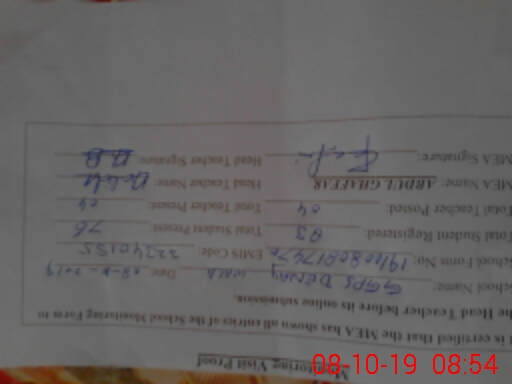 Monitoring Visit Proof
It is certified that the MEA has shown all entries of the School Monitoring Form to
the Head Teacher before its online submission.
School Name: GGPS DERAY WALA Date: 08-10-2019
School Form No: EMIS Code:
Total Student Registered: 83 Total Student Present: 76
Total Teacher Posted: 04 Total Teacher Present: 04
MEA Name: ABDUL GHAFFAR Head Teacher Name:
MEA Signature: Head Teacher Signature:
08-10-19 08:54